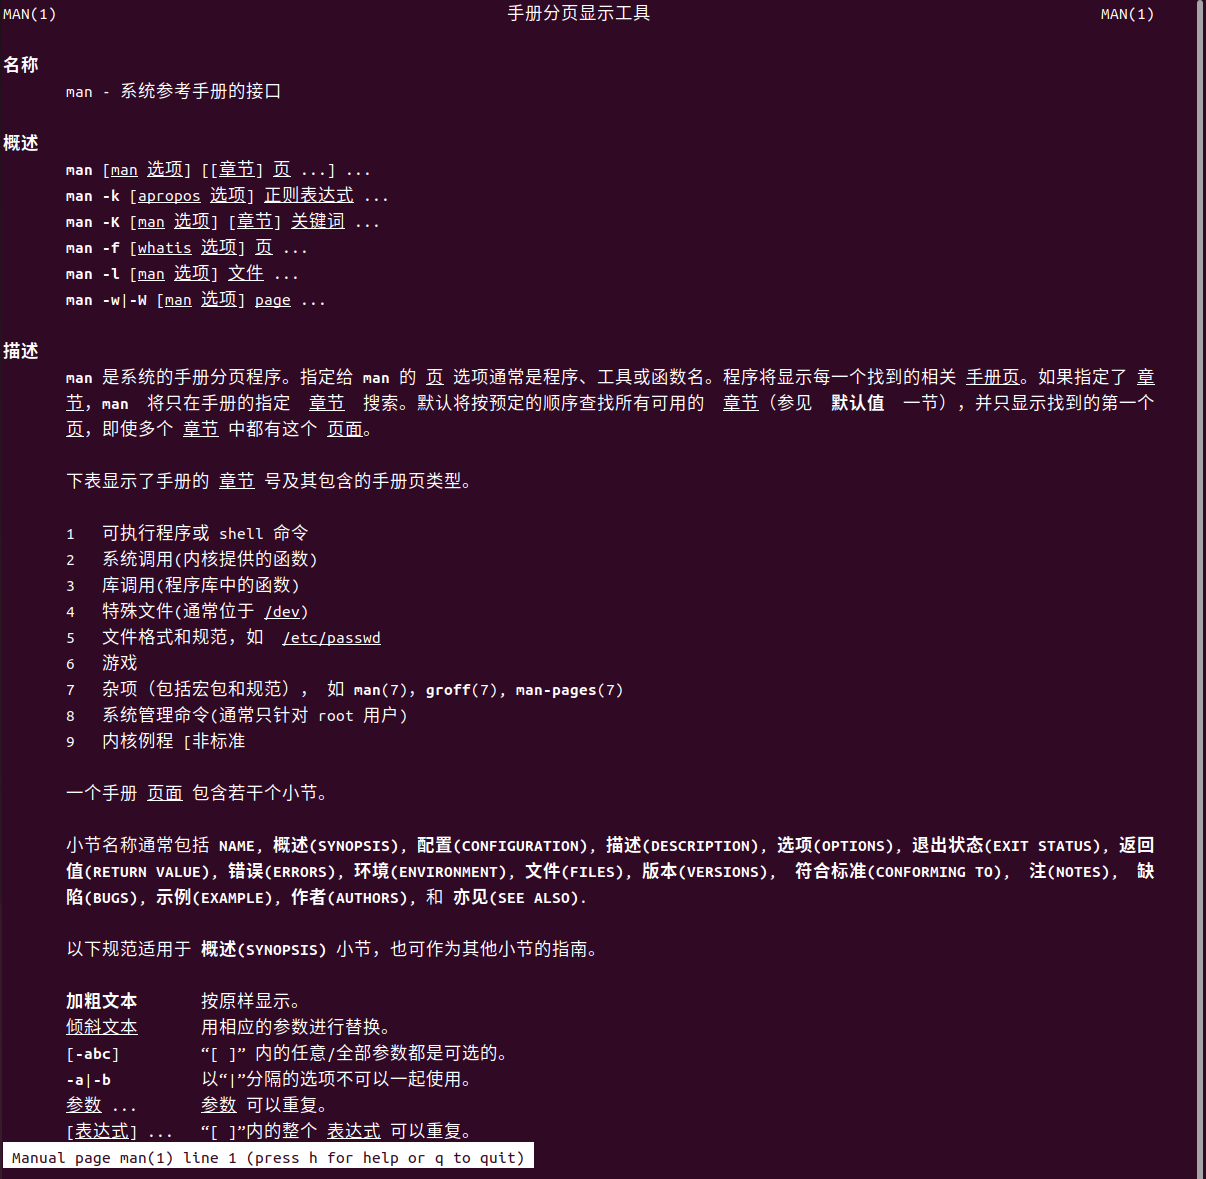 MAN(1) 手册分页显示工具 MAN(1)
名称
man - 系统参考手册的接口
概述
man [man 选项] [[章节] 页 ...] ...
man -k [apropos 选项] 正则表达式 ...
man -K [man 选项] [章节] 关键词 ...
man -f [whatis 选项] 页 ...
man -l [man 选项] 文件 ...
man -w|-W [man 选项] page ...
描述
man 是系统的手册分页程序。指定给 man 的 页 选项通常是程序、工具或函数名。程序将显示每一个找到的相关 手册页。如果指定了 章
节，man 将只在手册的指定 章节 搜索。默认将按预定的顺序查找所有可用的 章节（参见 默认值 一节），并只显示找到的第一个
页，即使多个 章节 中都有这个 页面。
下表显示了手册的 章节 号及其包含的手册页类型。
1 可执行程序或 shell 命令
2 系统调用(内核提供的函数)
3 库调用(程序库中的函数)
4 特殊文件(通常位于 /dev)
5 文件格式和规范，如 /etc/passwd
6 游戏
7 杂项（包括宏包和规范），如 man(7)，groff(7), man-pages(7)
8 系统管理命令(通常只针对 root 用户)
9 内核例程 [非标准
一个手册 页面 包含若干个小节。
小节名称通常包括 NAME, 概述(SYNOPSIS), 配置(CONFIGURATION), 描述(DESCRIPTION), 选项(OPTIONS), 退出状态(EXIT STATUS), 返回
值(RETURN VALUE), 错误(ERRORS), 环境(ENVIRONMENT), 文件(FILES), 版本(VERSIONS), 符合标准(CONFORMING TO), 注(NOTES), 缺
陷(BUGS), 示例(EXAMPLE), 作者(AUTHORS), 和 亦见(SEE ALSO).
以下规范适用于 概述(SYNOPSIS) 小节，也可作为其他小节的指南。
加粗文本 按原样显示。
倾斜文本 用相应的参数进行替换。
[-abc] “[ ]” 内的任意/全部参数都是可选的。
-a|-b 以“|”分隔的选项不可以一起使用。
参数 ... 参数 可以重复。
[表达式] ... “[ ]”内的整个 表达式 可以重复。
Manual page man(1) line 1 (press h for help or q to quit)